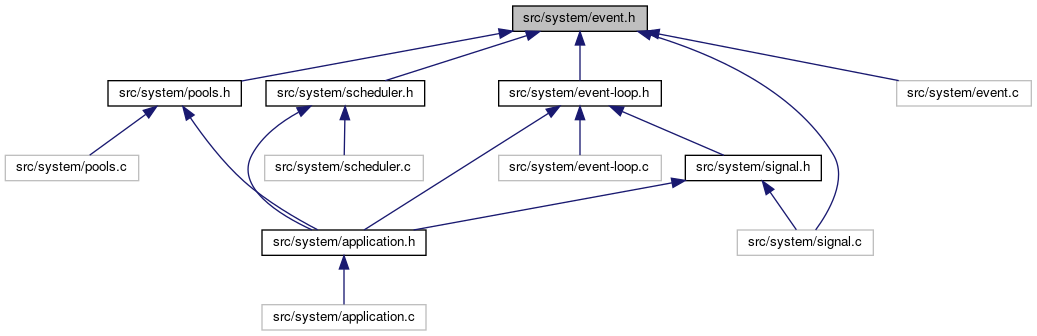 src/system/event.h
src/system/pools.h
src/system/scheduler.h
src/system/event-loop.h
src/system/event.c
src/system/pools.c
src/system/scheduler.c
src/system/event-loop.c
src/system/signal.h
src/system/application.h
src/system/signal.c
src/system/application.c